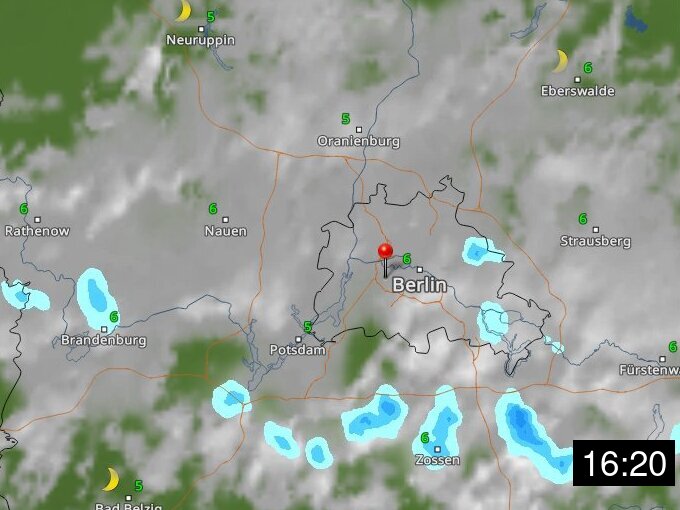 5
Neuruppin
6
Eberswalde
5
Oranienburg
6
Rathenow
6
Nauen
6
Strausberg
6
Berlin
6
Brandenburg
5
Potsdam
6
Fürstenwa
6
Zossen
16:20
5
Bad Belzig